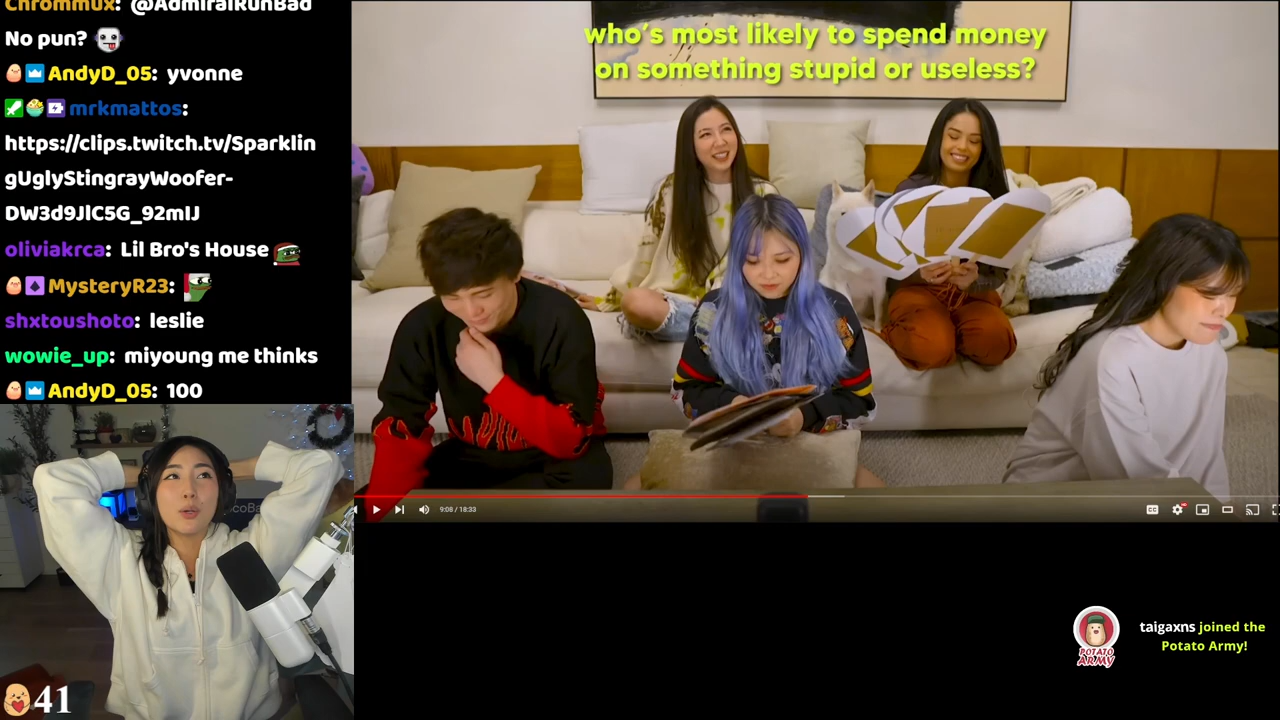 Chrommux: @AdmiralRunBad
No pun?
AndyD_05: yvonne
mrkmattos:
https://clips.twitch.tv/Sparklin
gUglyStingrayWoofer-
DW3d9JlC5G_92mIJ
oliviakrca: Lil Bro's House
MysteryR23:
shxtoushoto: leslie
wowie_up: miyoung me thinks
AndyD_05: 100
41
who's most likely to spend money
on something stupid or useless?
9:08 / 18:33
CC
POTATO
ARMY
taigaxns joined the
Potato Army!